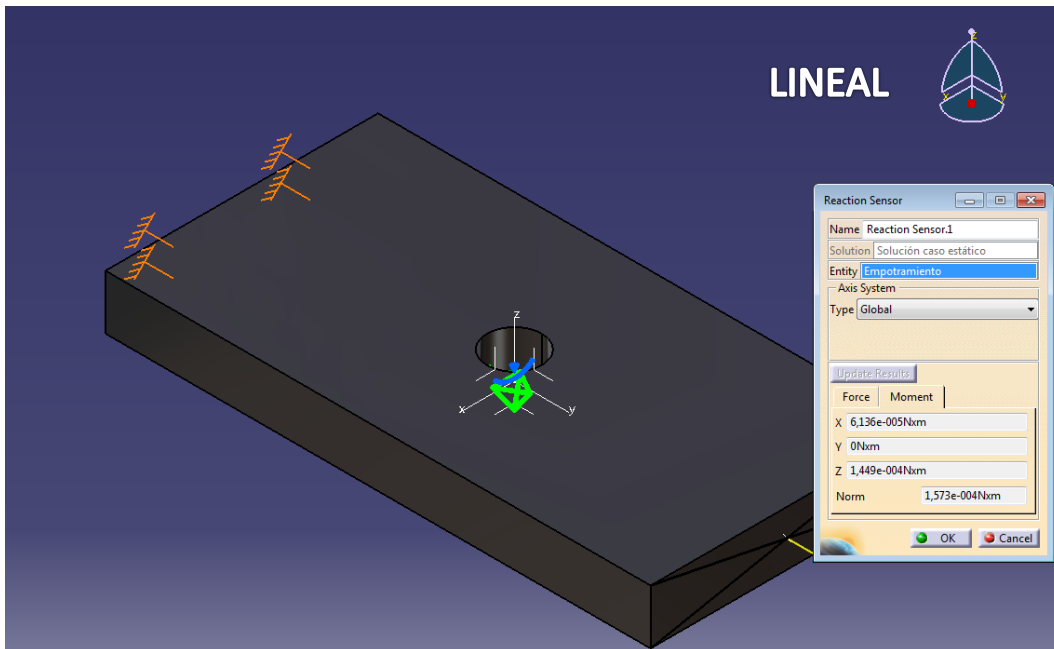 LINEAL
z
x
y
Reaction Sensor
Name Reaction Sensor.1
Solution Solución caso estático
Entity Empotramiento
Axis System
Type Global
Update Results
Force Moment
X 6,136e-005Nxm
Y 0Nxm
Z 1,449e-004Nxm
Norm 1,573e-004Nxm
OK Cancel
z
x
y